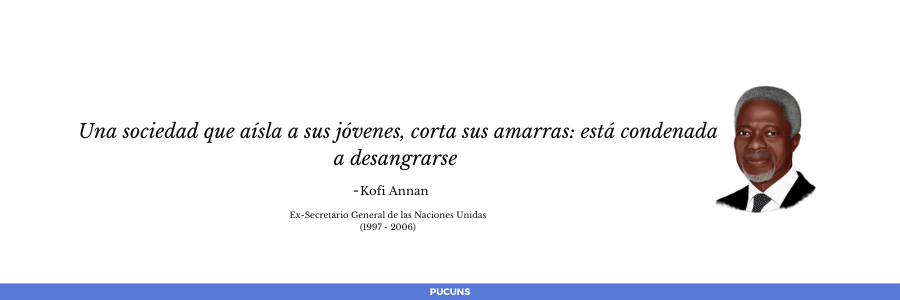 Una sociedad que aísla a sus jóvenes, corta sus amarras: está condenada
a desangrarse
-Kofi Annan
Ex-Secretario General de las Naciones Unidas
(1997 - 2006)
PUCUNS